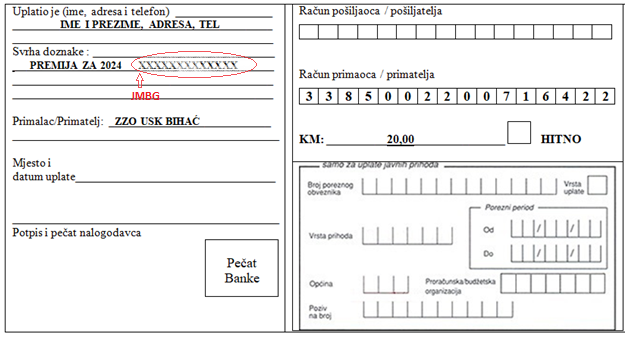 Uplatio je (ime, adresa i telefon)
IME I PREZIME, ADRESA, TEL
Svrha doznake :
PREMIJA ZA 2024 XXXXXXXXXXXXX
JMBG
Primalac/Primatelj: ZZO USK BIHAĆ
Mjesto i
datum uplate
Potpis i pečat nalogodavca
Pečat
Banke
Račun pošiljaoca / pošiljatelja
Račun primaoca / primatelja
3 3 8 5 0 0 2 2 0 0 7 1 6 4 2 2
KM: 20,00 HITNO
samo za uplate javnih prihoda
Broj poreznog
obveznika
Vrsta
uplate
Porezni period
Vrsta prihoda
Od / /
Do / /
Općina
Proračunska/budžetska
organizacija
Poziv
na broj